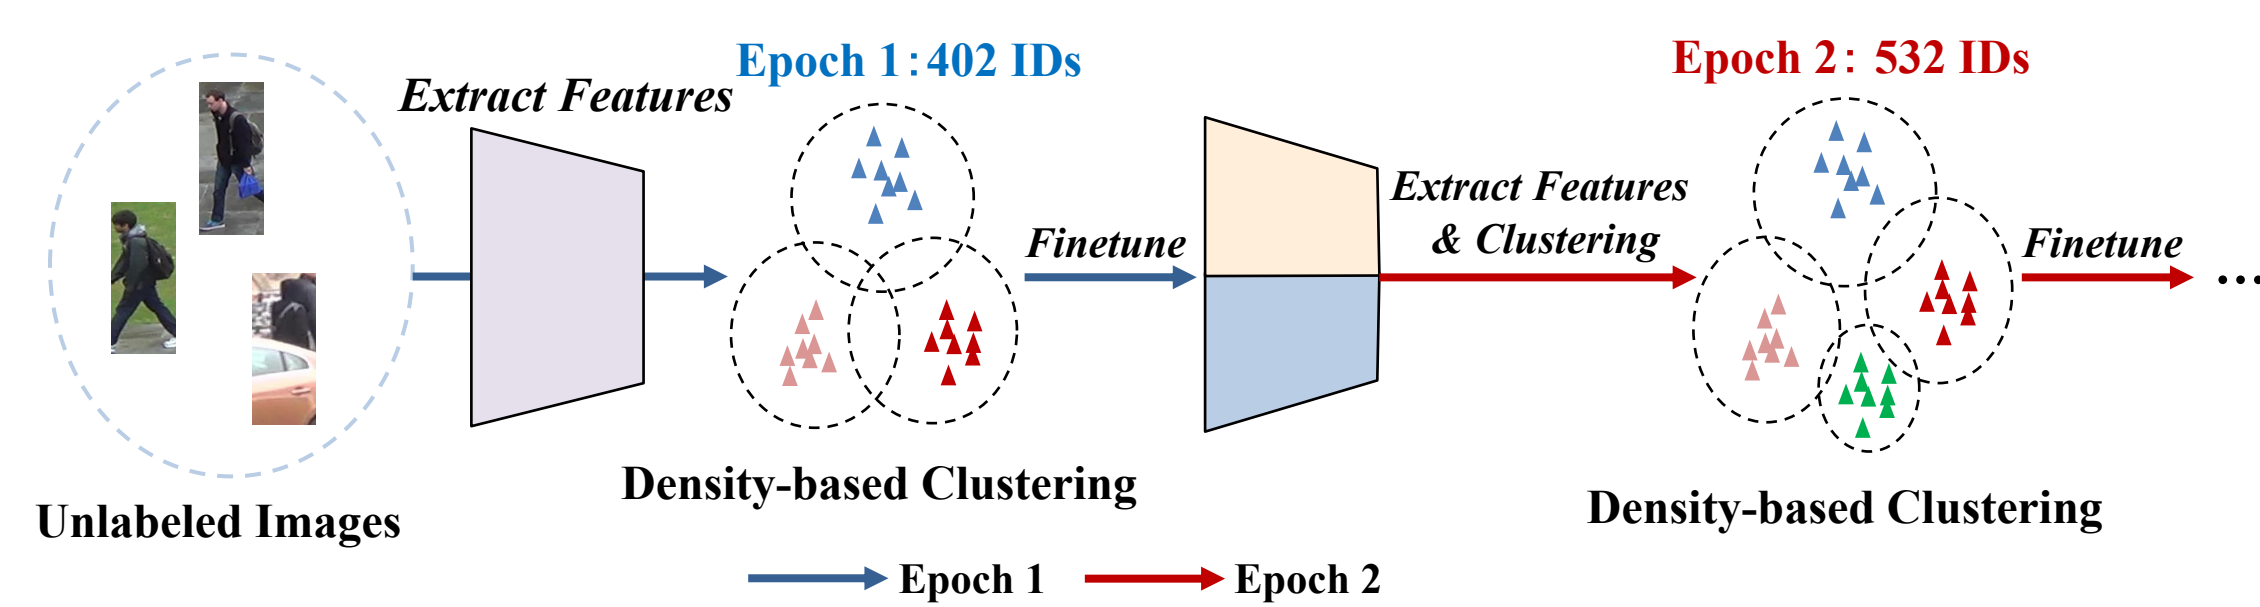 Extract Features
Epoch 1:402 IDs
Epoch 2: 532 IDs
Finetune
Extract Features
& Clustering
Finetune
...
Unlabeled Images
Density-based Clustering
Density-based Clustering
Epoch 1
Epoch 2